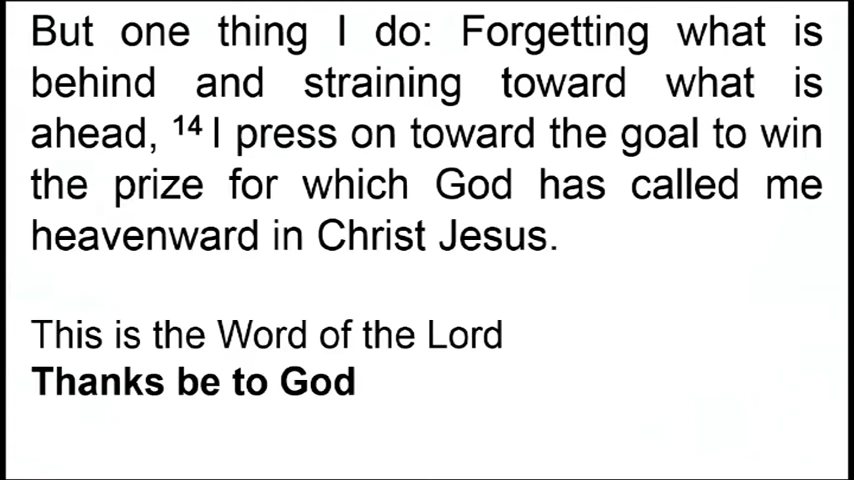 But one thing I do: Forgetting what is
behind and straining toward what is
ahead, ¹⁴ I press on toward the goal to win
the prize for which God has called me
heavenward in Christ Jesus.
This is the Word of the Lord
Thanks be to God